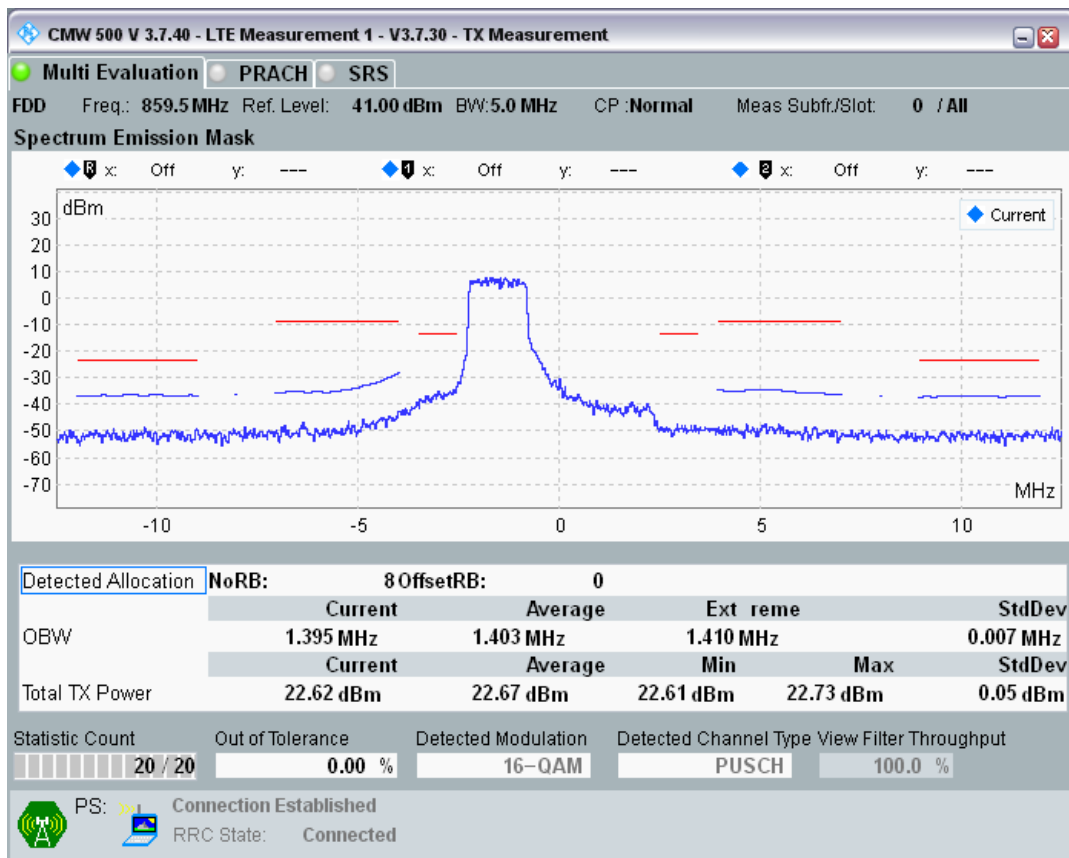 CMW 500 V 3.7.40 - LTE Measurement 1 - V3.7.30 - TX Measurement
Multi Evaluation PRACH SRS
FDD Freq.: 859.5 MHz Ref. Level: 41.00 dBm BW:5.0 MHz CP :Normal Meas Subfr./Slot: 0 / All
Spectrum Emission Mask
R x: Off y: --- 1 x: Off y: --- 2 x: Off y: ---
dBm
Current
30
20
10
0
-10
-20
-30
-40
-50
-60
-70
MHz
-10 -5 0 5 10
Detected Allocation NoRB: 8 OffsetRB: 0
Current Average Ext reme StdDev
OBW 1.395 MHz 1.403 MHz 1.410 MHz 0.007 MHz
Current Average Min Max StdDev
Total TX Power 22.62 dBm 22.67 dBm 22.61 dBm 22.73 dBm 0.05 dBm
Statistic Count Out of Tolerance Detected Modulation Detected Channel Type View Filter Throughput
20 / 20 0.00 % 16-QAM PUSCH 100.0 %
PS: Connection Established
RRC State: Connected